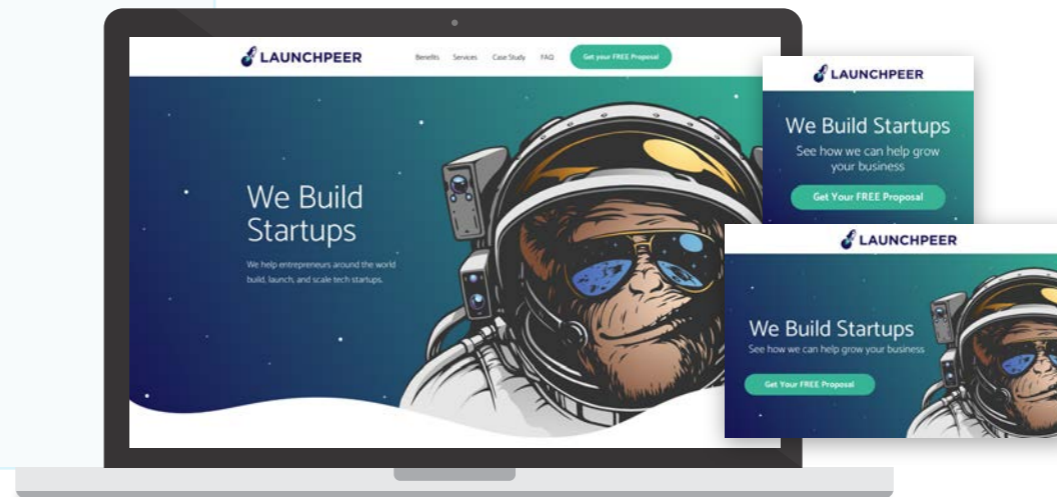 LAUNCHPEER
Benefits Services Case Study FAQ Get your FREE Proposal
We Build
Startups
We help entrepreneurs around the world
build, launch, and scale tech startups.
LAUNCHPEER
We Build Startups
See how we can help grow
your business
Get Your FREE Proposal
LAUNCHPEER
We Build Startups
See how we can help grow your business
Get Your FREE Proposal